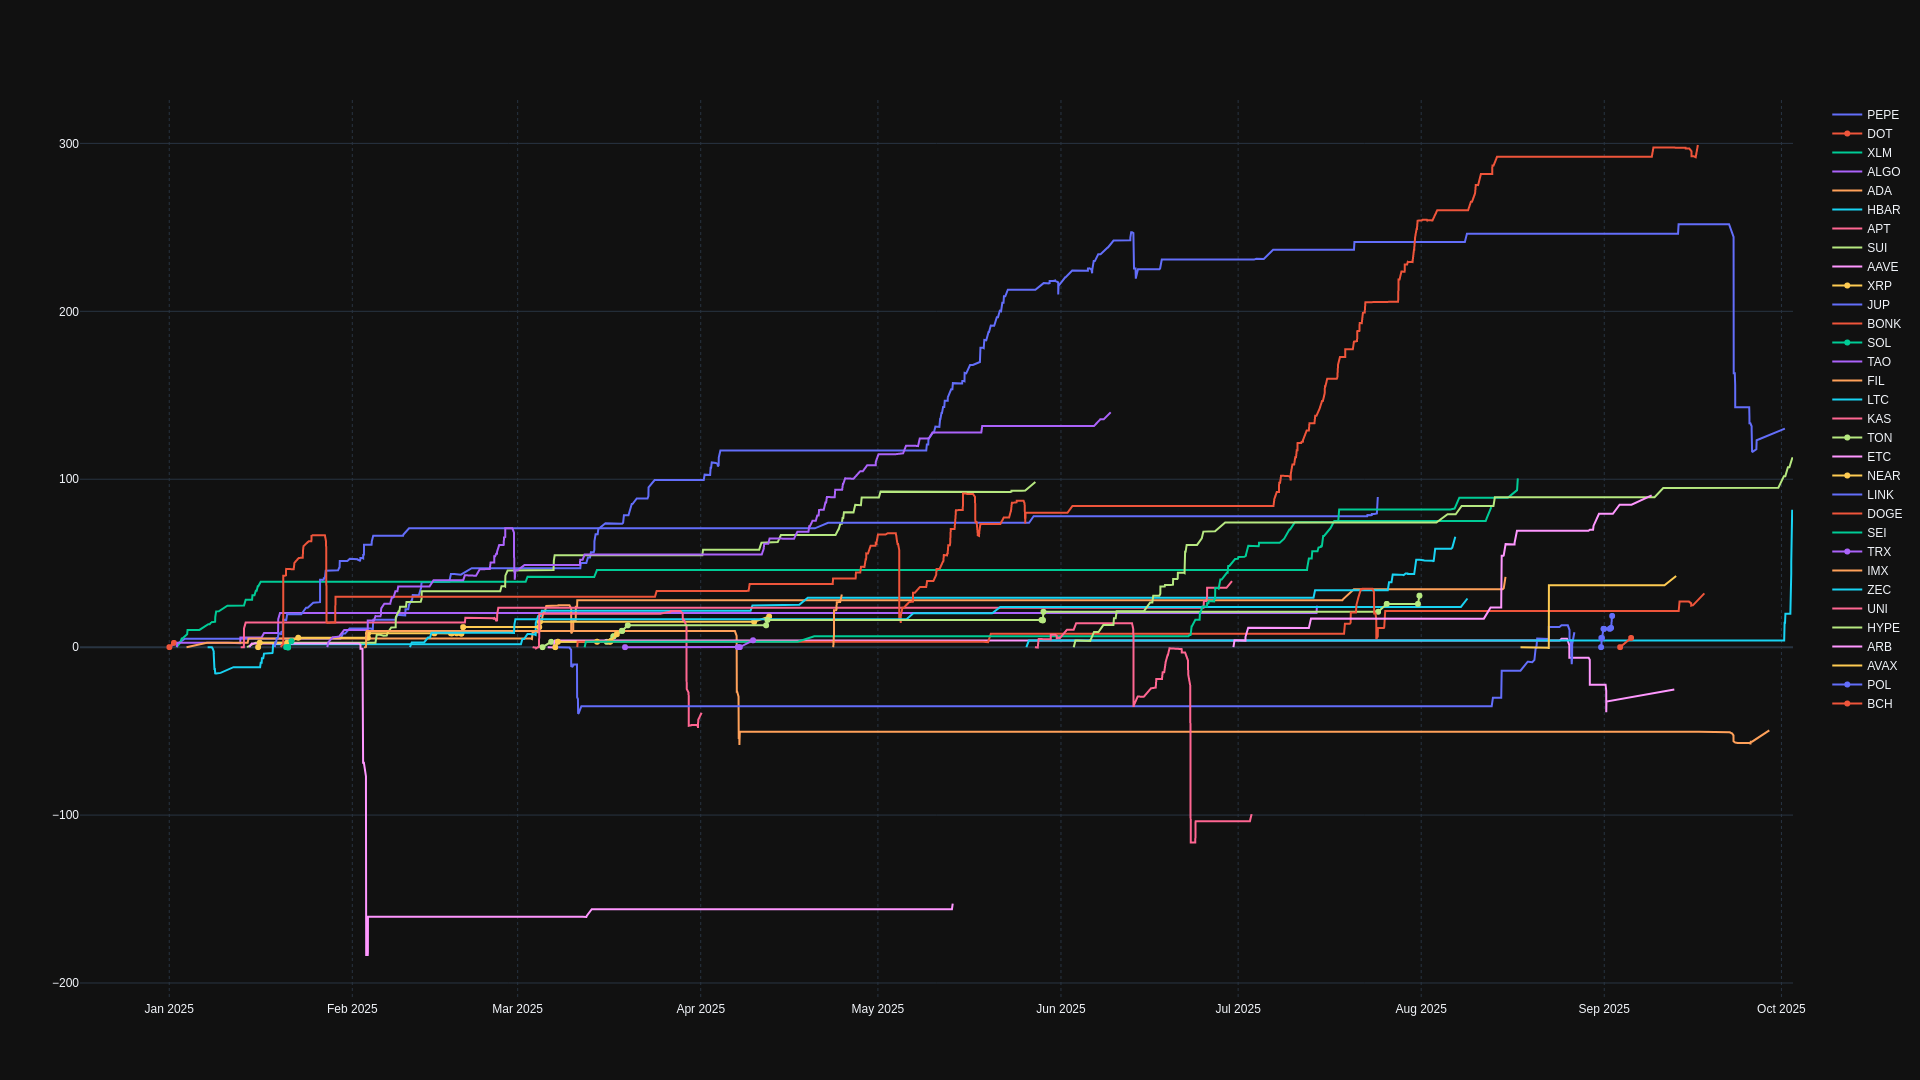 300
200
100
0
−100
−200
Jan 2025
Feb 2025
Mar 2025
Apr 2025
May 2025
Jun 2025
Jul 2025
Aug 2025
Sep 2025
Oct 2025
PEPE
DOT
XLM
ALGO
ADA
HBAR
APT
SUI
AAVE
XRP
JUP
BONK
SOL
TAO
FIL
LTC
KAS
TON
ETC
NEAR
LINK
DOGE
SEI
TRX
IMX
ZEC
UNI
HYPE
ARB
AVAX
POL
BCH